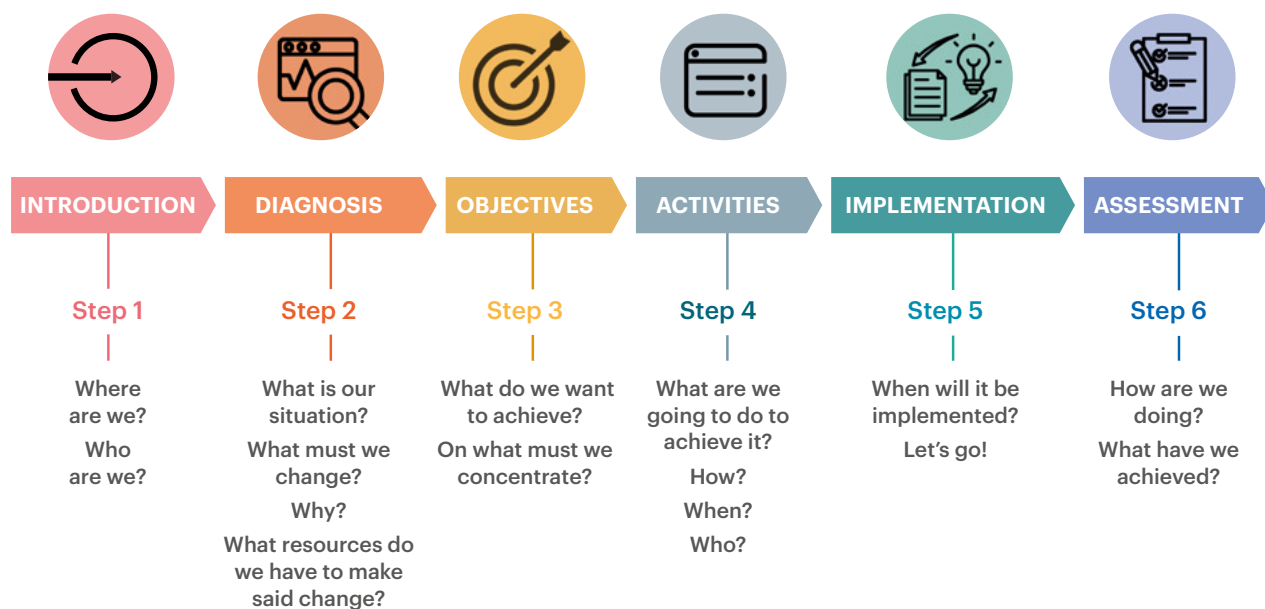 INTRODUCTION
DIAGNOSIS
OBJECTIVES
ACTIVITIES
IMPLEMENTATION
ASSESSMENT
Step 1
Step 2
Step 3
Step 4
Step 5
Step 6
Where
are we?
Who
are we?
What is our
situation?
What must we
change?
Why?
What resources do
we have to make
said change?
What do we want
to achieve?
On what must we
concentrate?
What are we
going to do to
achieve it?
How?
When?
Who?
When will it be
implemented?
Let's go!
How are we
doing?
What have we
achieved?